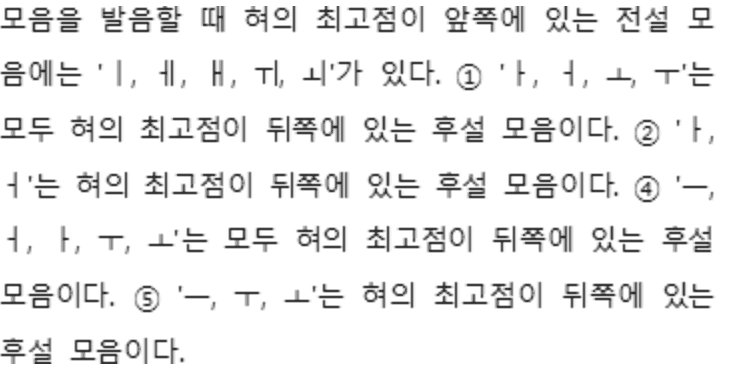 모음을 발음할 때 혀의 최고점이 앞쪽에 있는 전설 모
음에는 'ㅣ, ㅔ, ㅐ, ㅟ, ㅚ'가 있다. ① 'ㅏ, ㅓ, ㅗ, ㅜ'는
모두 혀의 최고점이 뒤쪽에 있는 후설 모음이다. ② 'ㅏ,
ㅓ'는 혀의 최고점이 뒤쪽에 있는 후설 모음이다. ④ 'ㅡ,
ㅓ, ㅏ, ㅜ, ㅗ'는 모두 혀의 최고점이 뒤쪽에 있는 후설
모음이다. ⑤ 'ㅡ, ㅜ, ㅗ'는 혀의 최고점이 뒤쪽에 있는
후설 모음이다.